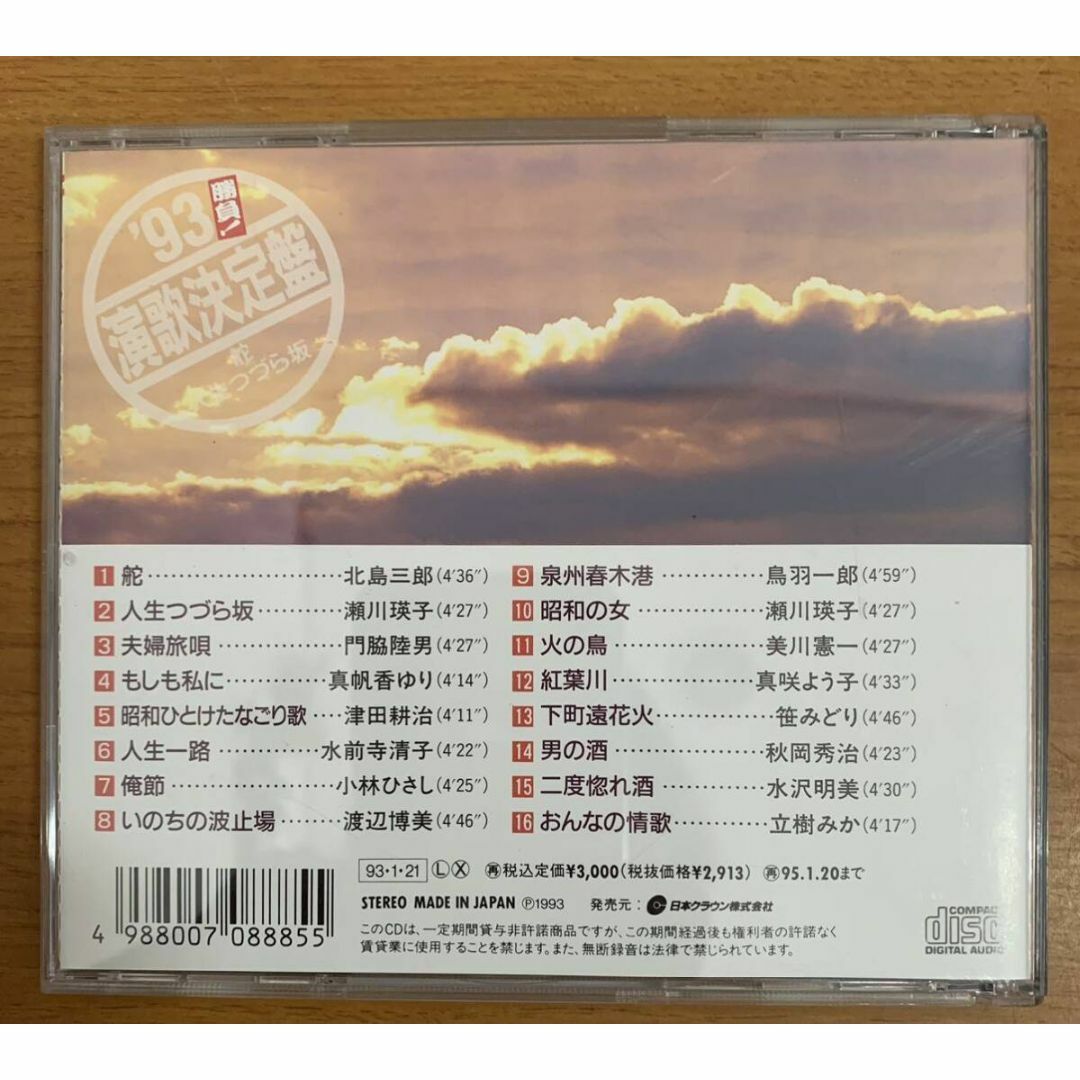 '93
勝負!
演歌決定盤
舵
人生つづら坂
1 舵……………………北島三郎(4'36")
2 人生つづら坂…………瀬川瑛子(4'27")
3 夫婦旅唄………………門脇陸男(4'27")
4 もしも私に…………真帆香ゆり(4'14")
5 昭和ひとけたなごり歌…津田耕治(4'11")
6 人生一路…………水前寺清子(4'22")
7 俺節………………小林ひさし(4'25")
8 いのちの波止場………渡辺博美(4'46")
9 泉州春木港…………鳥羽一郎(4'59")
10 昭和の女……………瀬川瑛子(4'27")
11 火の鳥………………美川憲一(4'27")
12 紅葉川……………真咲よう子(4'33")
13 下町遠花火…………笹みどり(4'46")
14 男の酒………………秋岡秀治(4'23")
15 二度惚れ酒…………水沢明美(4'30")
16 おんなの情歌…………立樹みか(4'17")
93・1・21 Ⓛ Ⓧ ㊢税込定価¥3,000(税抜価格¥2,913) ㊢95.1.20まで
STEREO MADE IN JAPAN Ⓟ1993 発売元: 日本クラウン株式会社
このCDは、一定期間貸与非許諾商品ですが、この期間経過後も権利者の許諾なく
賃貸業に使用することを禁じます。また、無断録音は法律で禁じられています。
4 988007 088855
COMPACT
disc
DIGITAL AUDIO